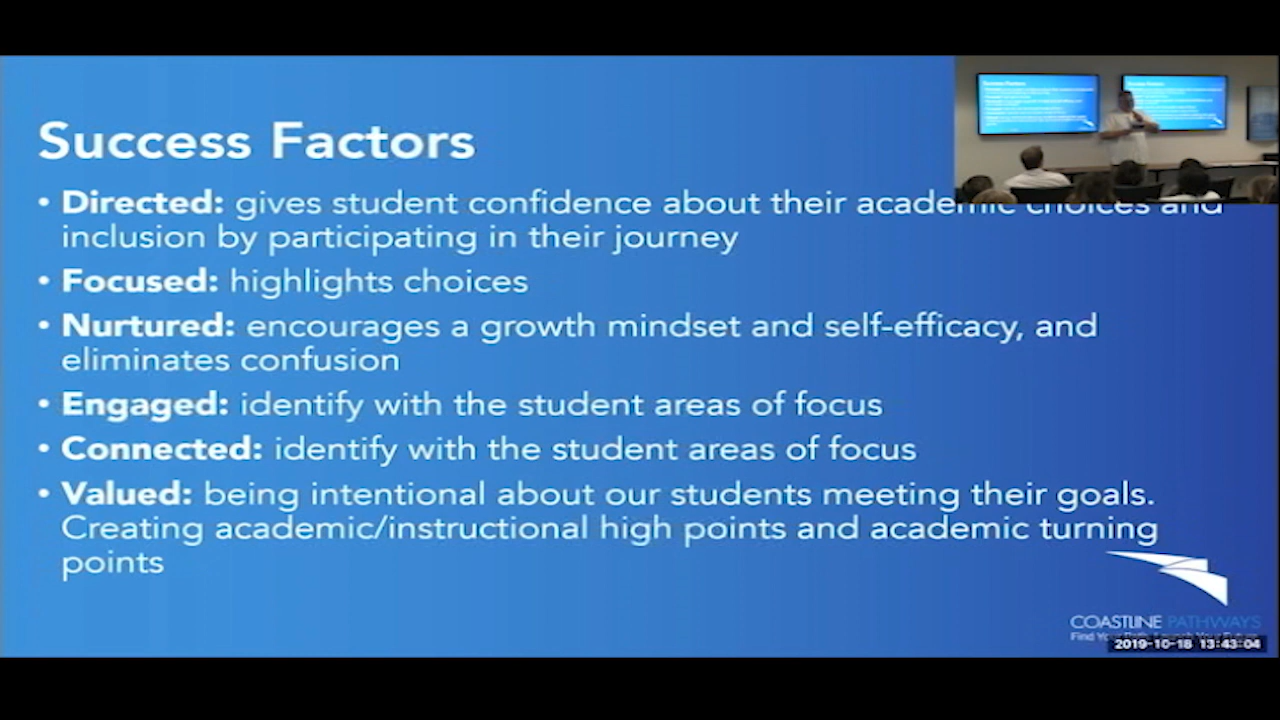 Success Factors
• Directed: gives student confidence about their academic choices and
inclusion by participating in their journey
• Focused: highlights choices
• Nurtured: encourages a growth mindset and self-efficacy, and
eliminates confusion
• Engaged: identify with the student areas of focus
• Connected: identify with the student areas of focus
• Valued: being intentional about our students meeting their goals.
Creating academic/instructional high points and academic turning
points
COASTLINE PATHWAYS
Find Your
2019-10-18 13:43:04